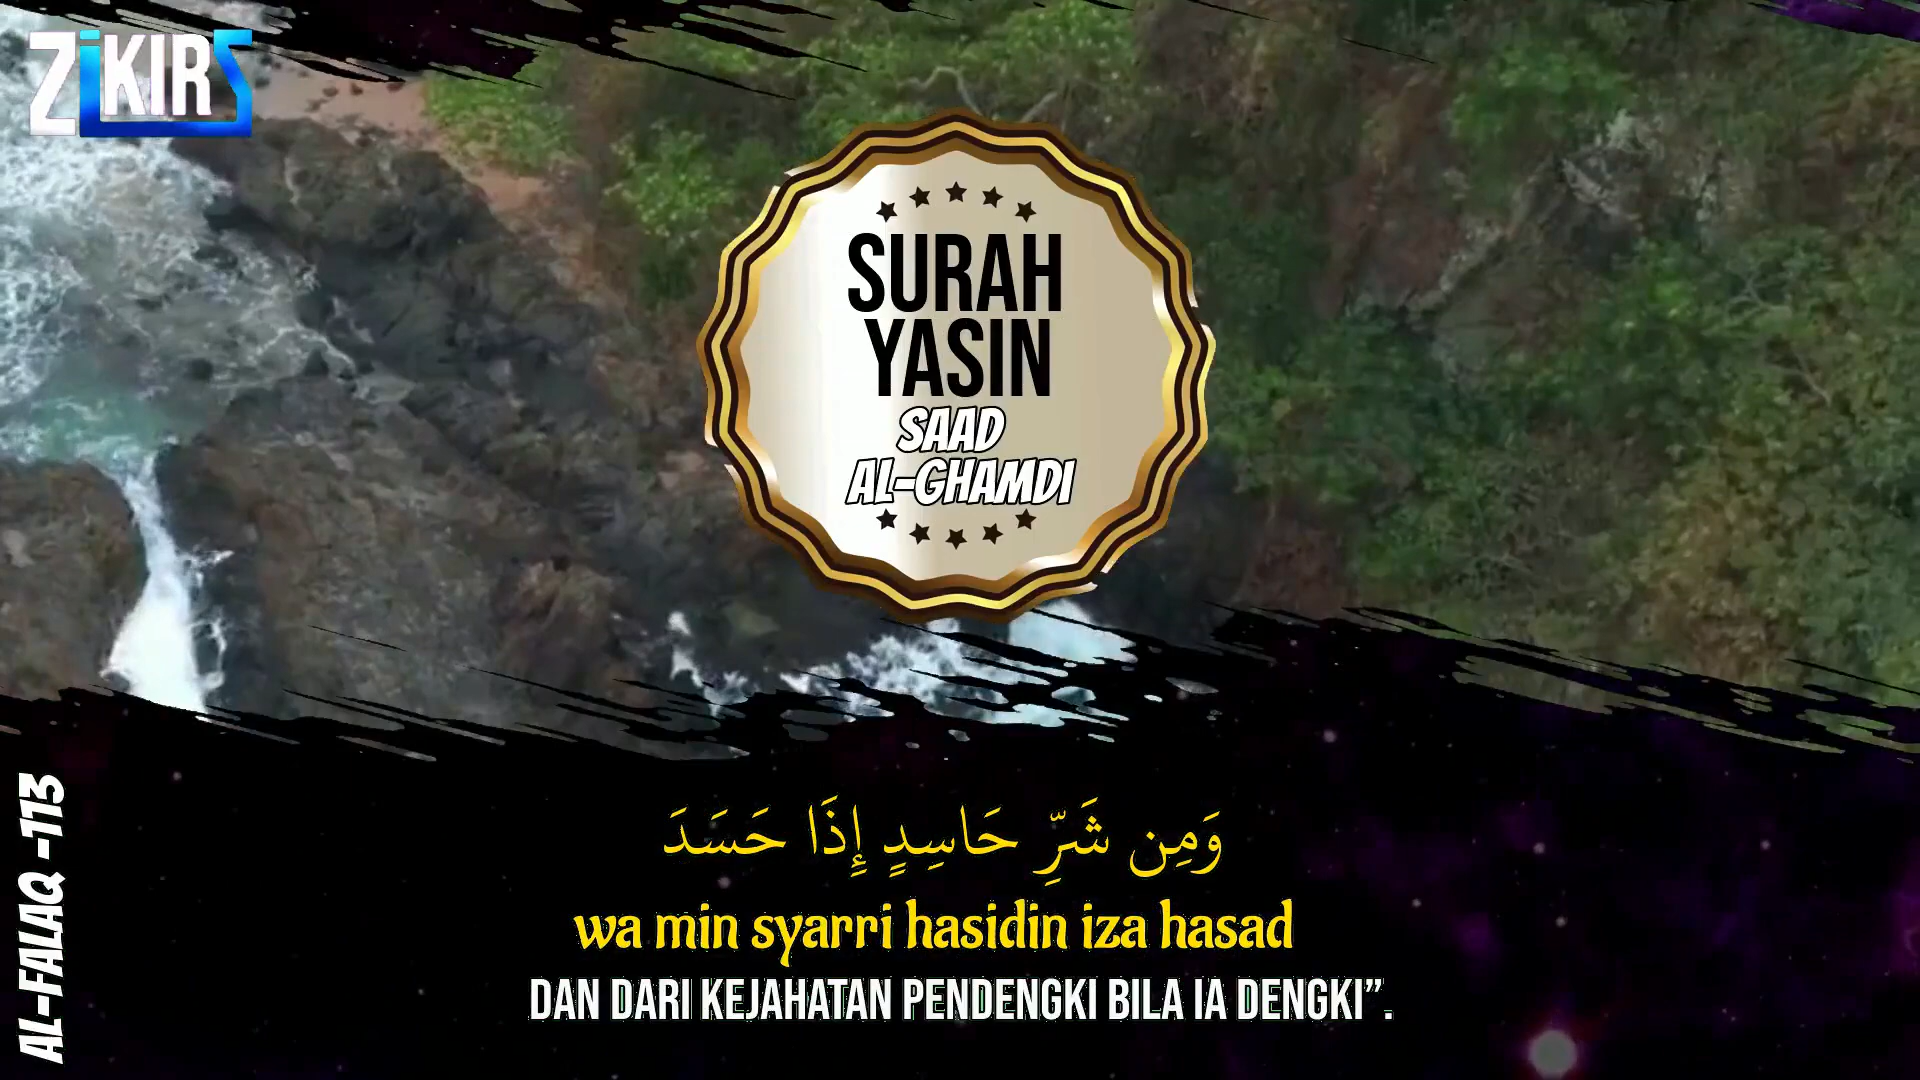 ZiKIRS
SURAH
YASIN
SAAD
AL-GHAMDI
AL-FALAQ -113
وَمِن شَرِّ حَاسِدٍ إِذَا حَسَدَ
wa min syarri hasidin iza hasad
DAN DARI KEJAHATAN PENDENGKI BILA IA DENGKI”.